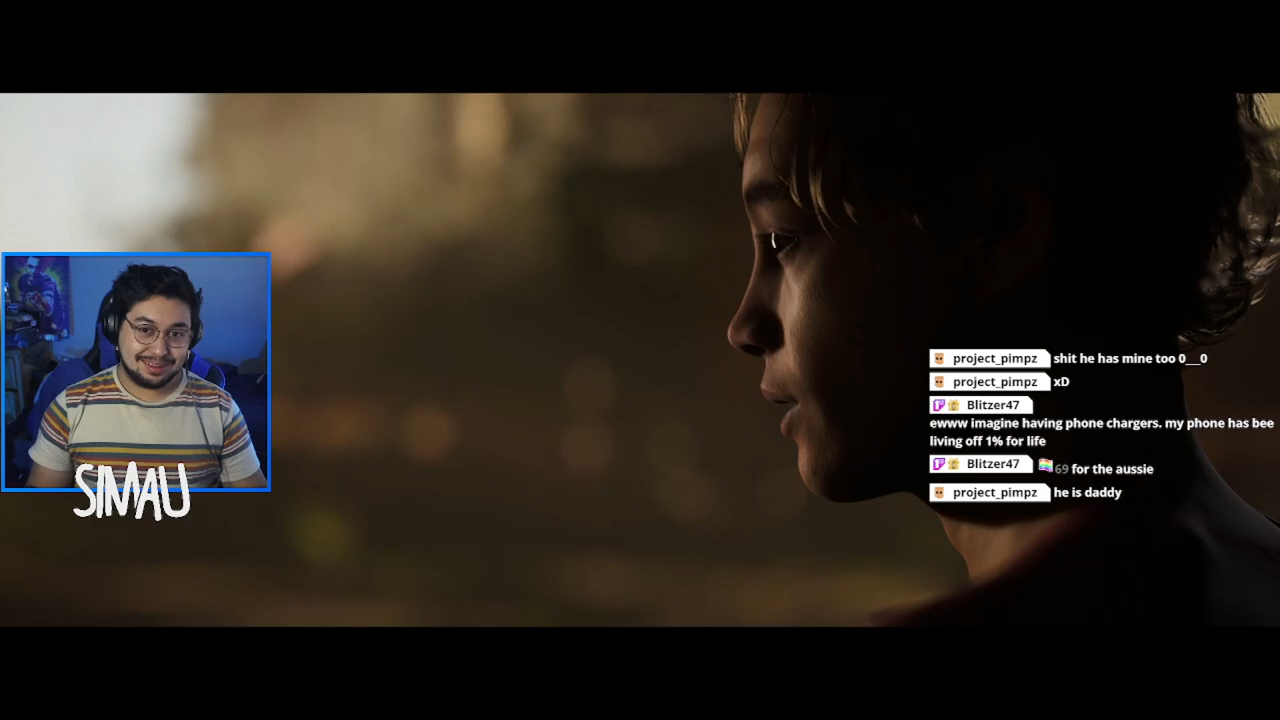 SIMAU
project_pimpz shit he has mine too 0__0
project_pimpz xD
Blitzer47
ewww imagine having phone chargers. my phone has bee
living off 1% for life
Blitzer47 69 for the aussie
project_pimpz he is daddy